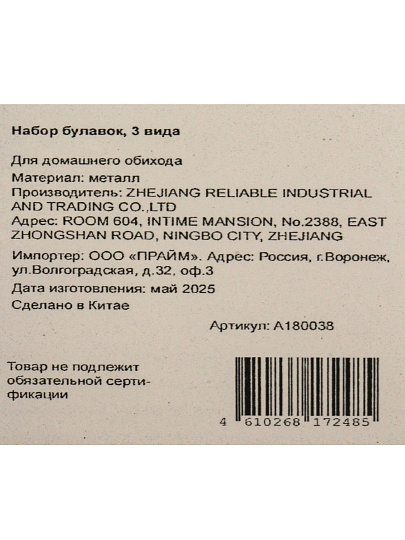 Набор булавок, 3 вида
Для домашнего обихода
Материал: металл
Производитель: ZHEJIANG RELIABLE INDUSTRIAL
AND TRADING CO.,LTD
Адрес: ROOM 604, INTIME MANSION, No.2388, EAST
ZHONGSHAN ROAD, NINGBO CITY, ZHEJIANG
Импортер: ООО «ПРАЙМ». Адрес: Россия, г.Воронеж,
ул.Волгоградская, д.32, оф.3
Дата изготовления: май 2025
Сделано в Китае
Артикул: А180038
Товар не подлежит
обязательной серти-
фикации
4 610268 172485